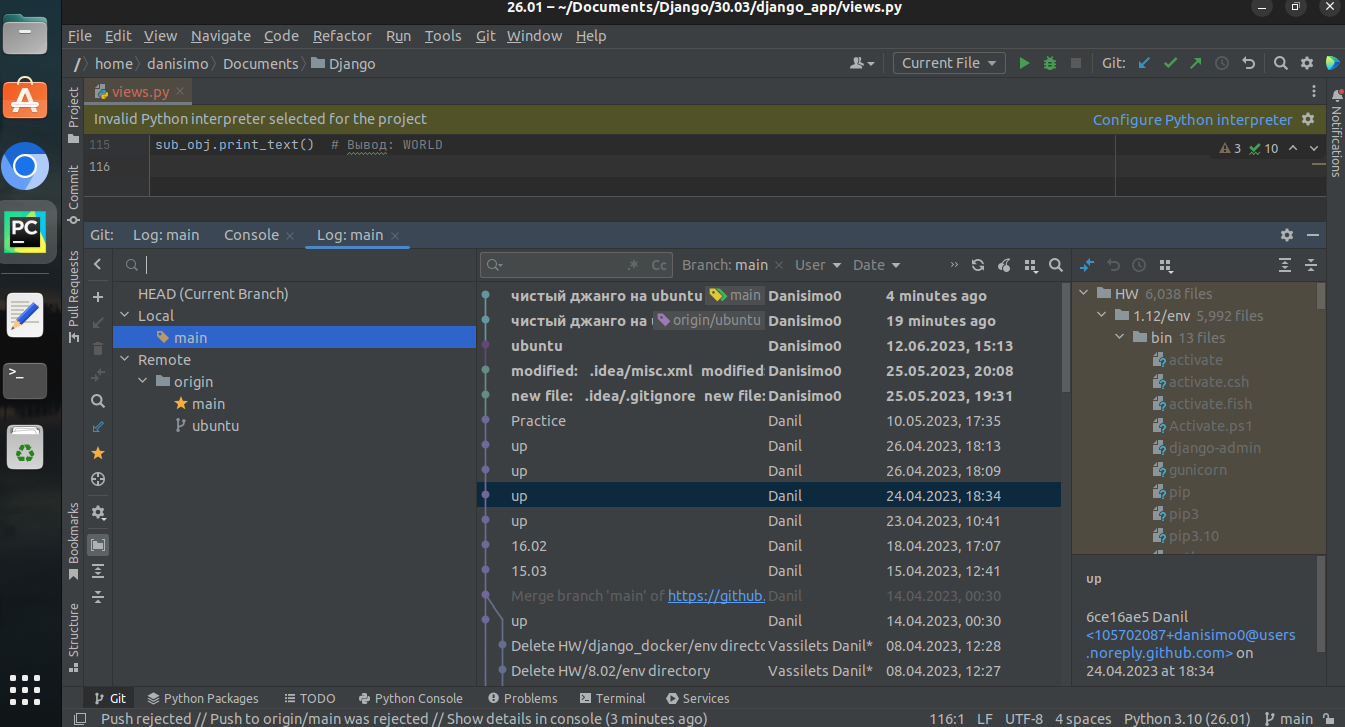 26.01 – ~/Documents/Django/30.03/django_app/views.py
File Edit View Navigate Code Refactor Run Tools Git Window Help
/ home danisimo Documents Django Current File Git:
views.py
Invalid Python interpreter selected for the project Configure Python interpreter
115 sub_obj.print_text() # Вывод: WORLD 3 10
116
Project
Commit
Pull Requests
Bookmarks
Structure
Notifications
Git: Log: main Console Log: main
Cc Branch: main User Date
HEAD (Current Branch)
Local
main
Remote
origin
main
ubuntu
чистый джанго на ubuntu main Danisimo0 4 minutes ago
чистый джанго на origin/ubuntu Danisimo0 19 minutes ago
ubuntu Danisimo0 12.06.2023, 15:13
modified: .idea/misc.xml modified: Danisimo0 25.05.2023, 20:08
new file: .idea/.gitignore new file: Danisimo0 25.05.2023, 19:31
Practice Danil 10.05.2023, 17:35
up Danil 26.04.2023, 18:13
up Danil 26.04.2023, 18:09
up Danil 24.04.2023, 18:34
up Danil 23.04.2023, 10:41
16.02 Danil 18.04.2023, 17:07
15.03 Danil 15.04.2023, 12:41
Merge branch 'main' of https://github. Danil 14.04.2023, 00:30
up Danil 14.04.2023, 00:30
Delete HW/django_docker/env directo Vassilets Danil* 08.04.2023, 12:28
Delete HW/8.02/env directory Vassilets Danil* 08.04.2023, 12:27
HW 6,038 files
1.12/env 5,992 files
bin 13 files
activate
activate.csh
activate.fish
Activate.ps1
django-admin
gunicorn
pip
pip3
pip3.10
up
6ce16ae5 Danil
<105702087+danisimo0@users
.noreply.github.com> on
24.04.2023 at 18:34
Git Python Packages TODO Python Console Problems Terminal Services
Push rejected // Push to origin/main was rejected // Show details in console (3 minutes ago) 116:1 LF UTF-8 4 spaces Python 3.10 (26.01) main
PC